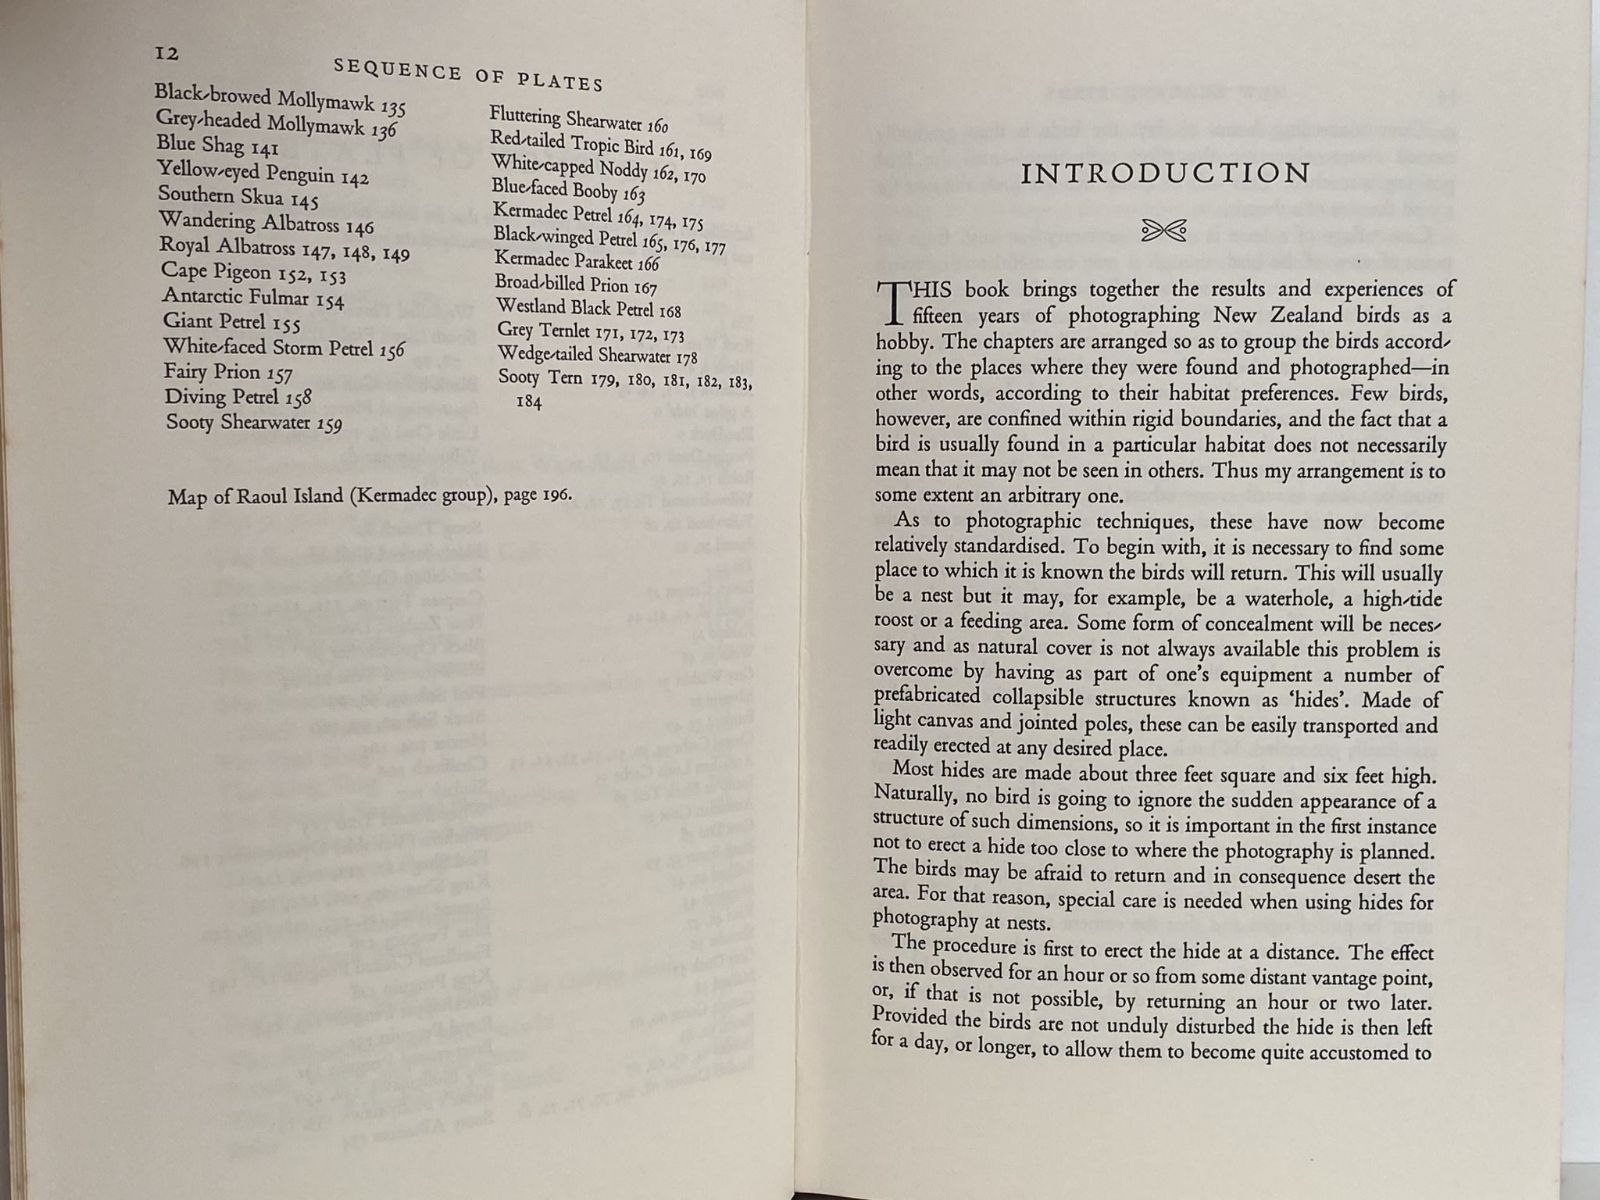 12
SEQUENCE OF PLATES
Black-browed Mollymawk 135
Grey-headed Mollymawk 136
Blue Shag 141
Yellow-eyed Penguin 142
Southern Skua 145
Wandering Albatross 146
Royal Albatross 147, 148, 149
Cape Pigeon 152, 153
Antarctic Fulmar 154
Giant Petrel 155
White-faced Storm Petrel 156
Fairy Prion 157
Diving Petrel 158
Sooty Shearwater 159
Fluttering Shearwater 160
Red-tailed Tropic Bird 161, 169
White-capped Noddy 162, 170
Blue-faced Booby 163
Kermadec Petrel 164, 174, 175
Black-winged Petrel 165, 176, 177
Kermadec Parakeet 166
Broad-billed Prion 167
Westland Black Petrel 168
Grey Ternlet 171, 172, 173
Wedge-tailed Shearwater 178
Sooty Tern 179, 180, 181, 182, 183,
184
Map of Raoul Island (Kermadec group), page 196.
INTRODUCTION
THIS book brings together the results and experiences of
fifteen years of photographing New Zealand birds as a
hobby. The chapters are arranged so as to group the birds accord-
ing to the places where they were found and photographed—in
other words, according to their habitat preferences. Few birds,
however, are confined within rigid boundaries, and the fact that a
bird is usually found in a particular habitat does not necessarily
mean that it may not be seen in others. Thus my arrangement is to
some extent an arbitrary one.
As to photographic techniques, these have now become
relatively standardised. To begin with, it is necessary to find some
place to which it is known the birds will return. This will usually
be a nest but it may, for example, be a waterhole, a high-tide
roost or a feeding area. Some form of concealment will be neces-
sary and as natural cover is not always available this problem is
overcome by having as part of one's equipment a number of
prefabricated collapsible structures known as 'hides'. Made of
light canvas and jointed poles, these can be easily transported and
readily erected at any desired place.
Most hides are made about three feet square and six feet high.
Naturally, no bird is going to ignore the sudden appearance of a
structure of such dimensions, so it is important in the first instance
not to erect a hide too close to where the photography is planned.
The birds may be afraid to return and in consequence desert the
area. For that reason, special care is needed when using hides for
photography at nests.
The procedure is first to erect the hide at a distance. The effect
is then observed for an hour or so from some distant vantage point,
or, if that is not possible, by returning an hour or two later.
Provided the birds are not unduly disturbed the hide is then left
for a day, or longer, to allow them to become quite accustomed to